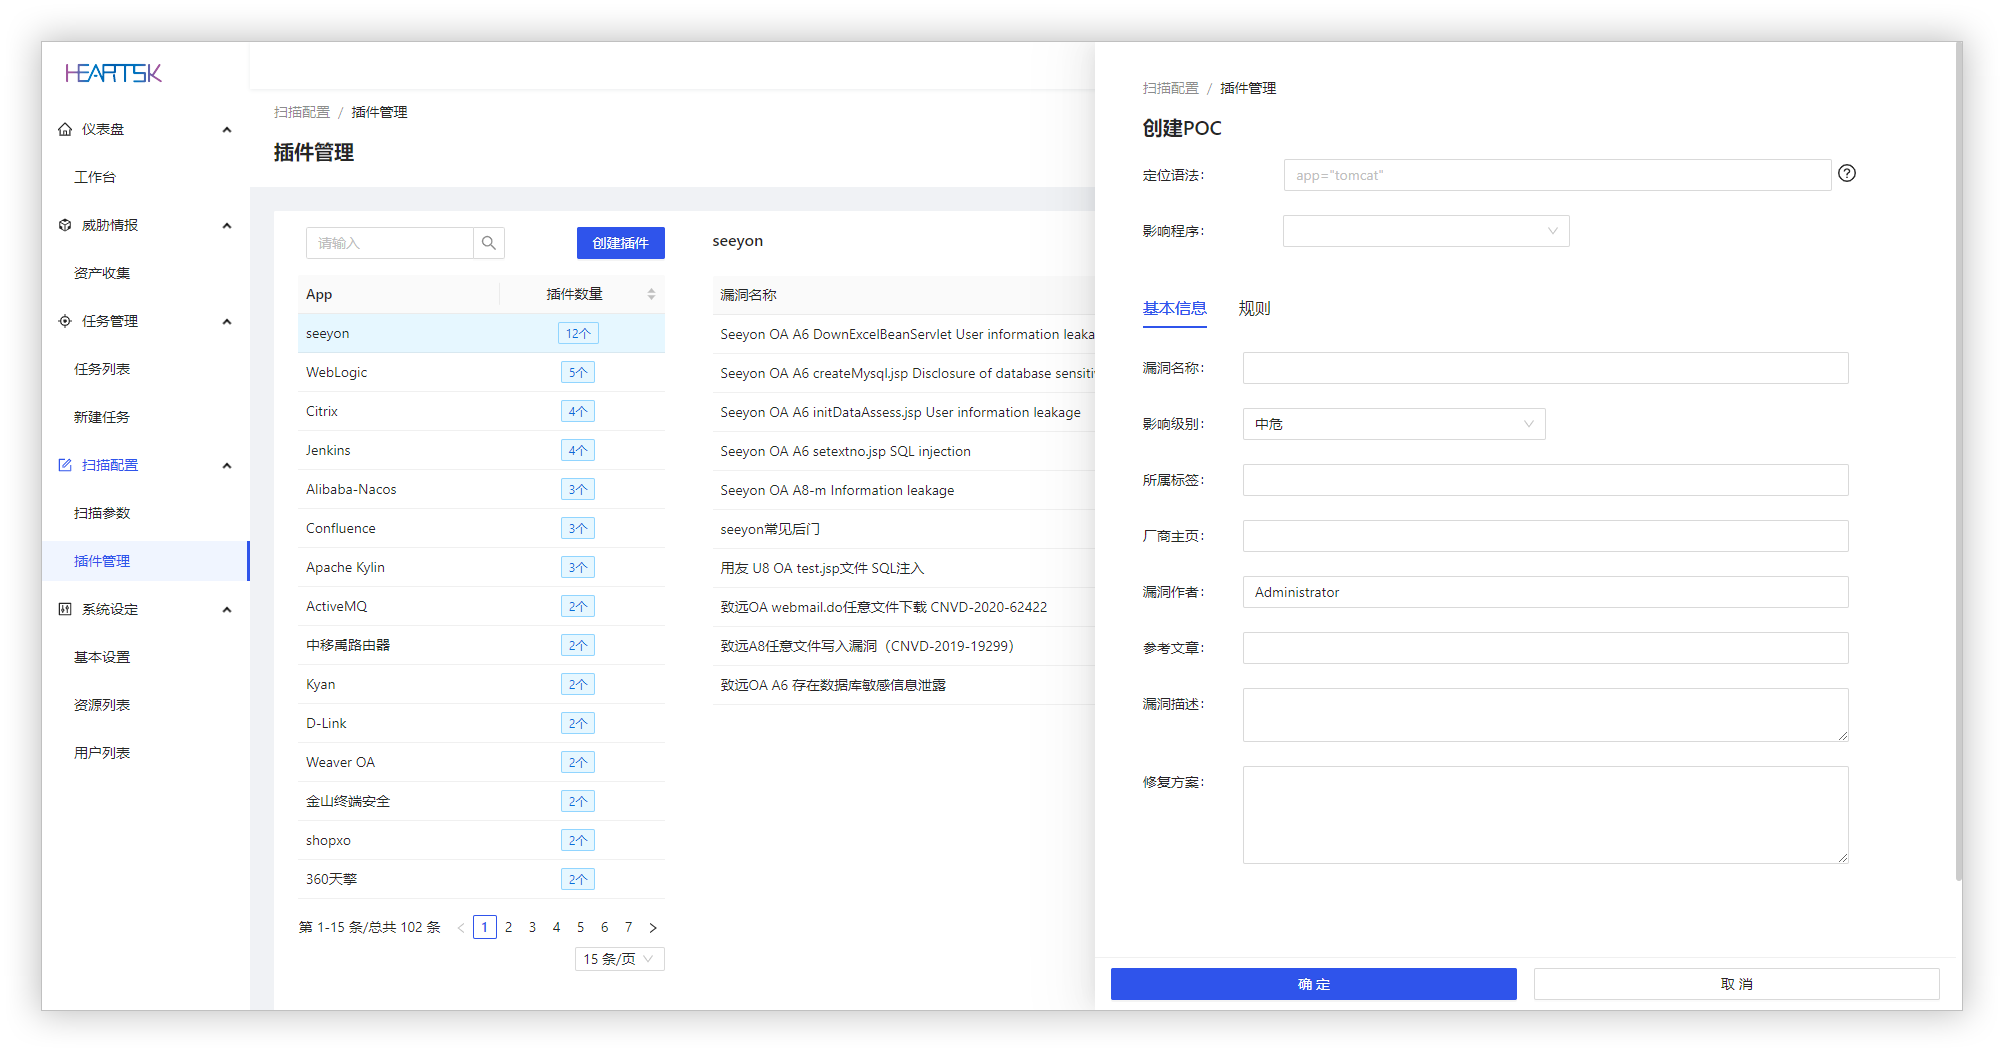 HEARTSK
仪表盘
工作台
威胁情报
资产收集
任务管理
任务列表
新建任务
扫描配置
扫描参数
插件管理
系统设定
基本设置
资源列表
用户列表
扫描配置 / 插件管理
插件管理
请输入
创建插件
App 插件数量
seeyon 12个
WebLogic 5个
Citrix 4个
Jenkins 4个
Alibaba-Nacos 3个
Confluence 3个
Apache Kylin 3个
ActiveMQ 2个
中移禹路由器 2个
Kyan 2个
D-Link 2个
Weaver OA 2个
金山终端安全 2个
shopxo 2个
360天擎 2个
第 1-15 条/总共 102 条 < 1 2 3 4 5 6 7 >
15 条/页
seeyon
漏洞名称
Seeyon OA A6 DownExcelBeanServlet User information leaka
Seeyon OA A6 createMysql.jsp Disclosure of database sensiti
Seeyon OA A6 initDataAssess.jsp User information leakage
Seeyon OA A6 setextno.jsp SQL injection
Seeyon OA A8-m Information leakage
seeyon常见后门
用友 U8 OA test.jsp文件 SQL注入
致远OA webmail.do任意文件下载 CNVD-2020-62422
致远A8任意文件写入漏洞（CNVD-2019-19299）
致远OA A6 存在数据库敏感信息泄露
扫描配置 / 插件管理
创建POC
定位语法: app="tomcat"
影响程序:
基本信息 规则
漏洞名称:
影响级别: 中危
所属标签:
厂商主页:
漏洞作者: Administrator
参考文章:
漏洞描述:
修复方案:
确 定 取 消